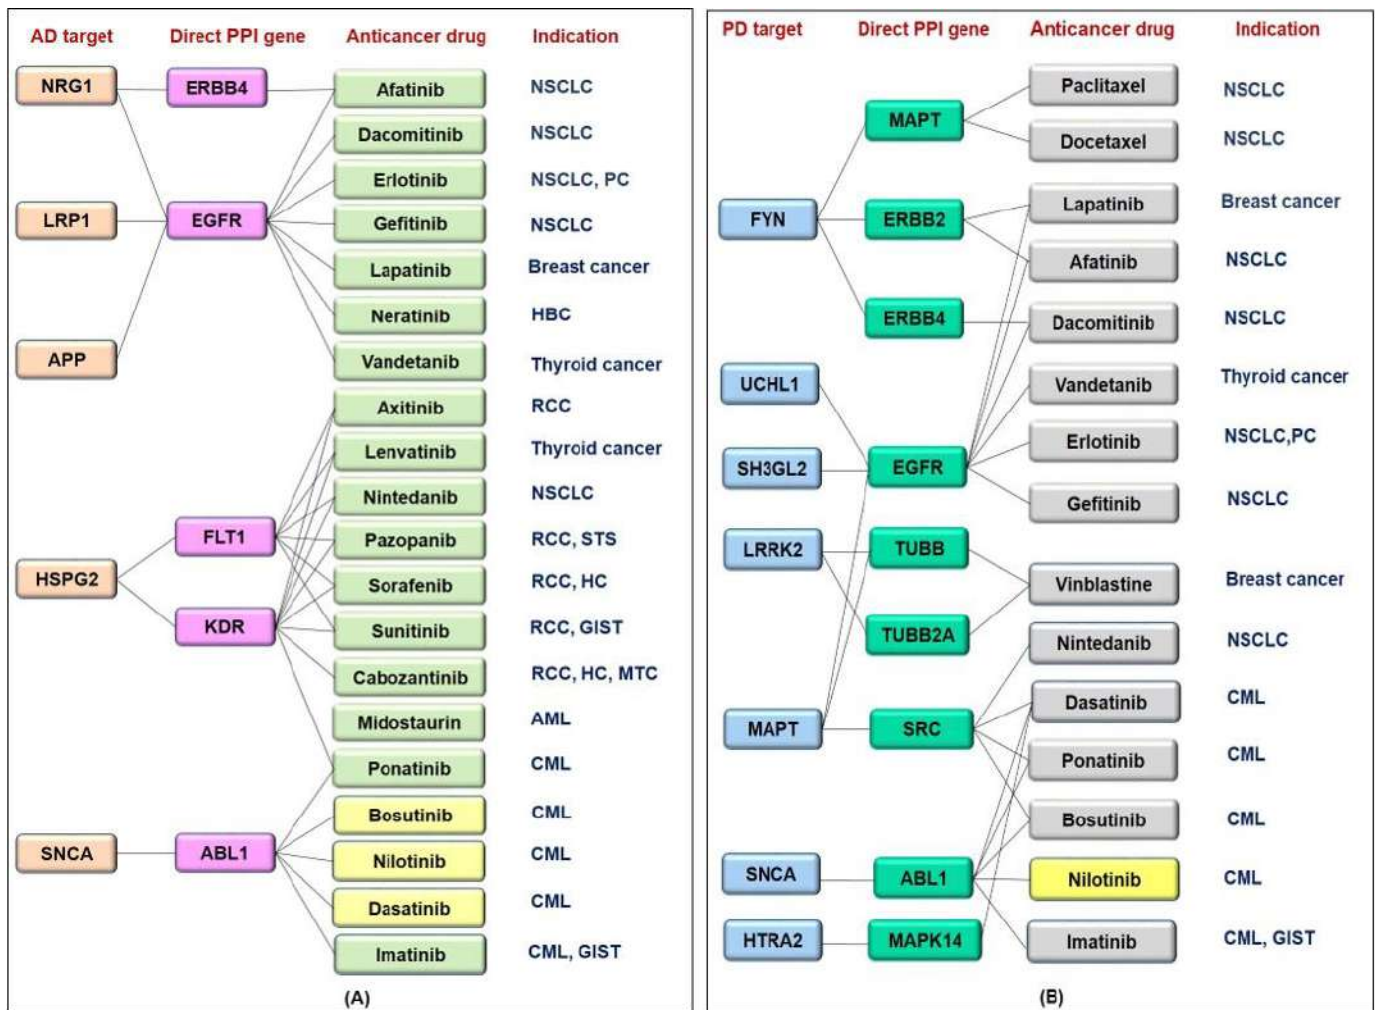 AD target Direct PPI gene Anticancer drug Indication
NRG1 ERBB4 Afatinib NSCLC
Dacomitinib NSCLC
Erlotinib NSCLC, PC
LRP1 EGFR Gefitinib NSCLC
Lapatinib Breast cancer
Neratinib HBC
APP Vandetanib Thyroid cancer
Axitinib RCC
Lenvatinib Thyroid cancer
Nintedanib NSCLC
FLT1 Pazopanib RCC, STS
HSPG2 Sorafenib RCC, HC
KDR Sunitinib RCC, GIST
Cabozantinib RCC, HC, MTC
Midostaurin AML
Ponatinib CML
Bosutinib CML
SNCA ABL1 Nilotinib CML
Dasatinib CML
Imatinib CML, GIST
(A)
PD target Direct PPI gene Anticancer drug Indication
Paclitaxel NSCLC
MAPT
Docetaxel NSCLC
FYN ERBB2 Lapatinib Breast cancer
Afatinib NSCLC
ERBB4 Dacomitinib NSCLC
UCHL1 Vandetanib Thyroid cancer
Erlotinib NSCLC,PC
SH3GL2 EGFR
Gefitinib NSCLC
LRRK2 TUBB
Vinblastine Breast cancer
TUBB2A Nintedanib NSCLC
Dasatinib CML
MAPT SRC
Ponatinib CML
Bosutinib CML
SNCA ABL1 Nilotinib CML
HTRA2 MAPK14 Imatinib CML, GIST
(B)